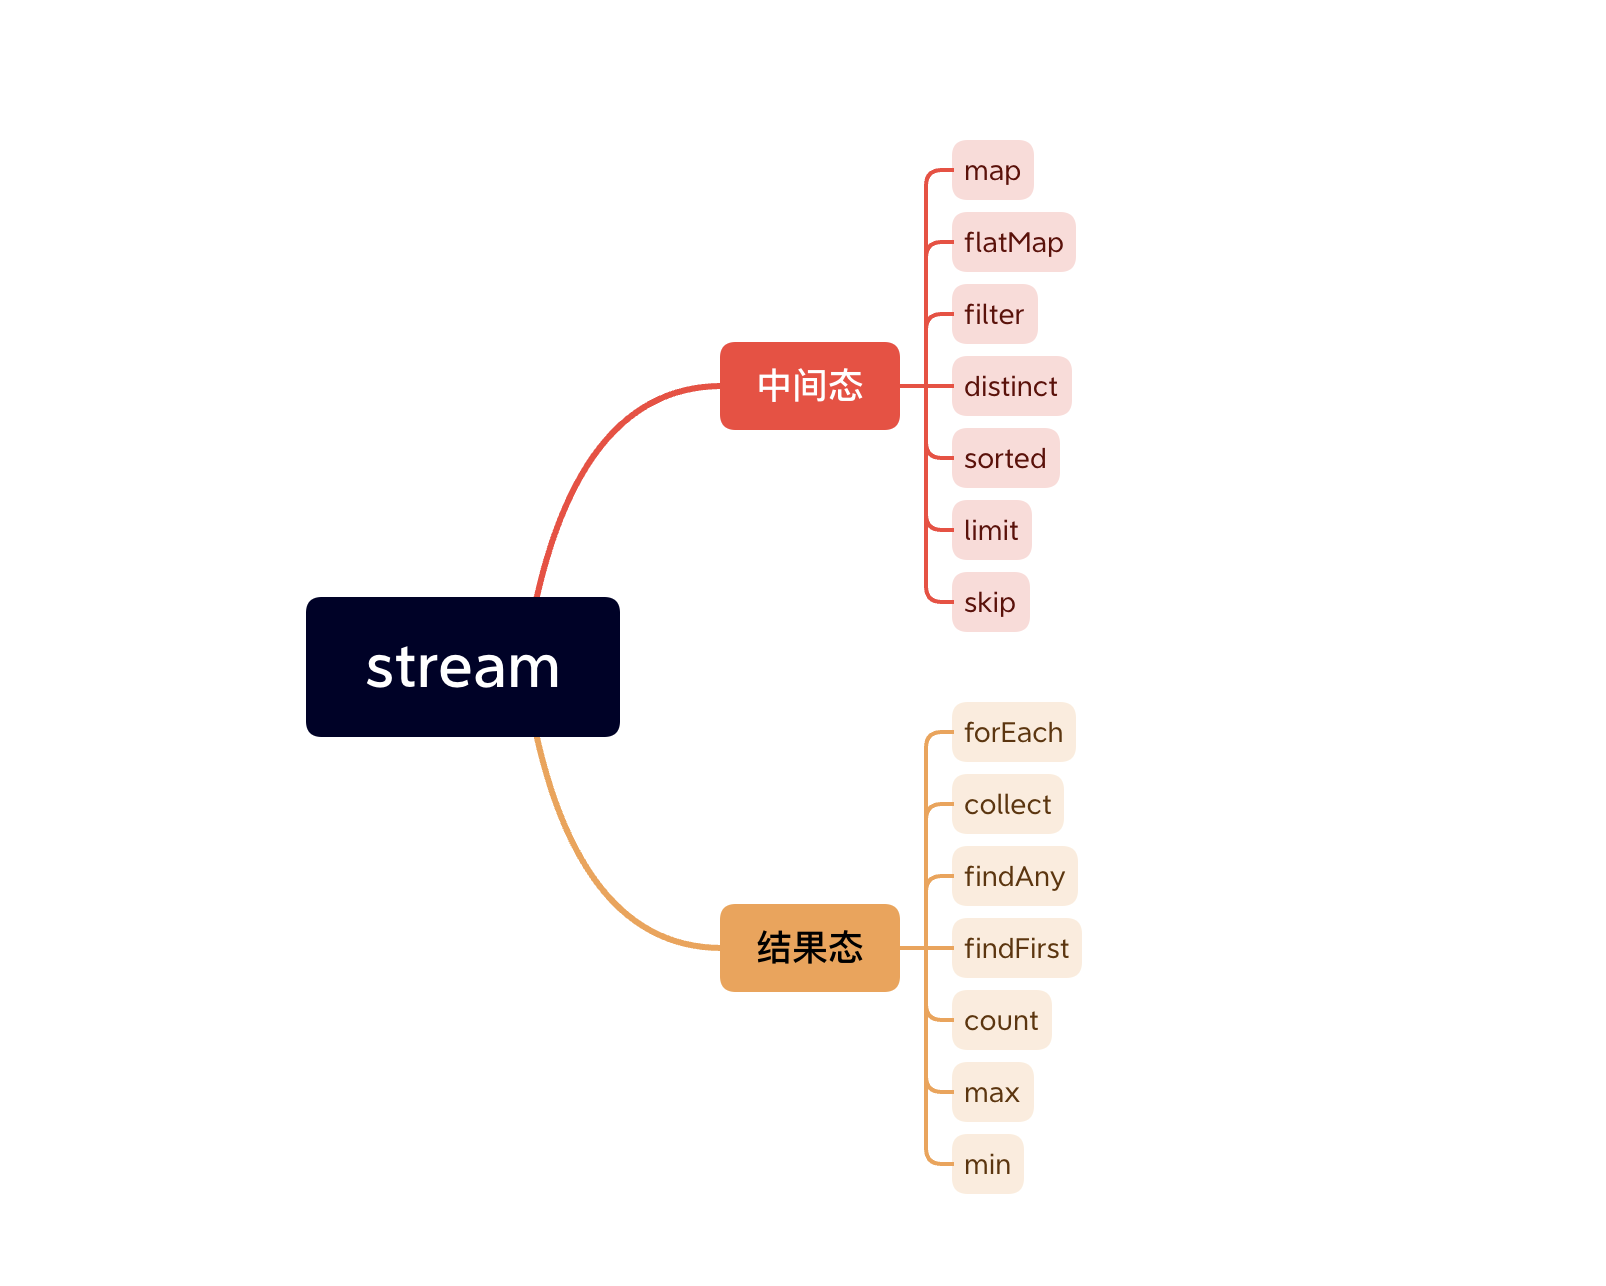 stream
中间态
map
flatMap
filter
distinct
sorted
limit
skip
结果态
forEach
collect
findAny
findFirst
count
max
min